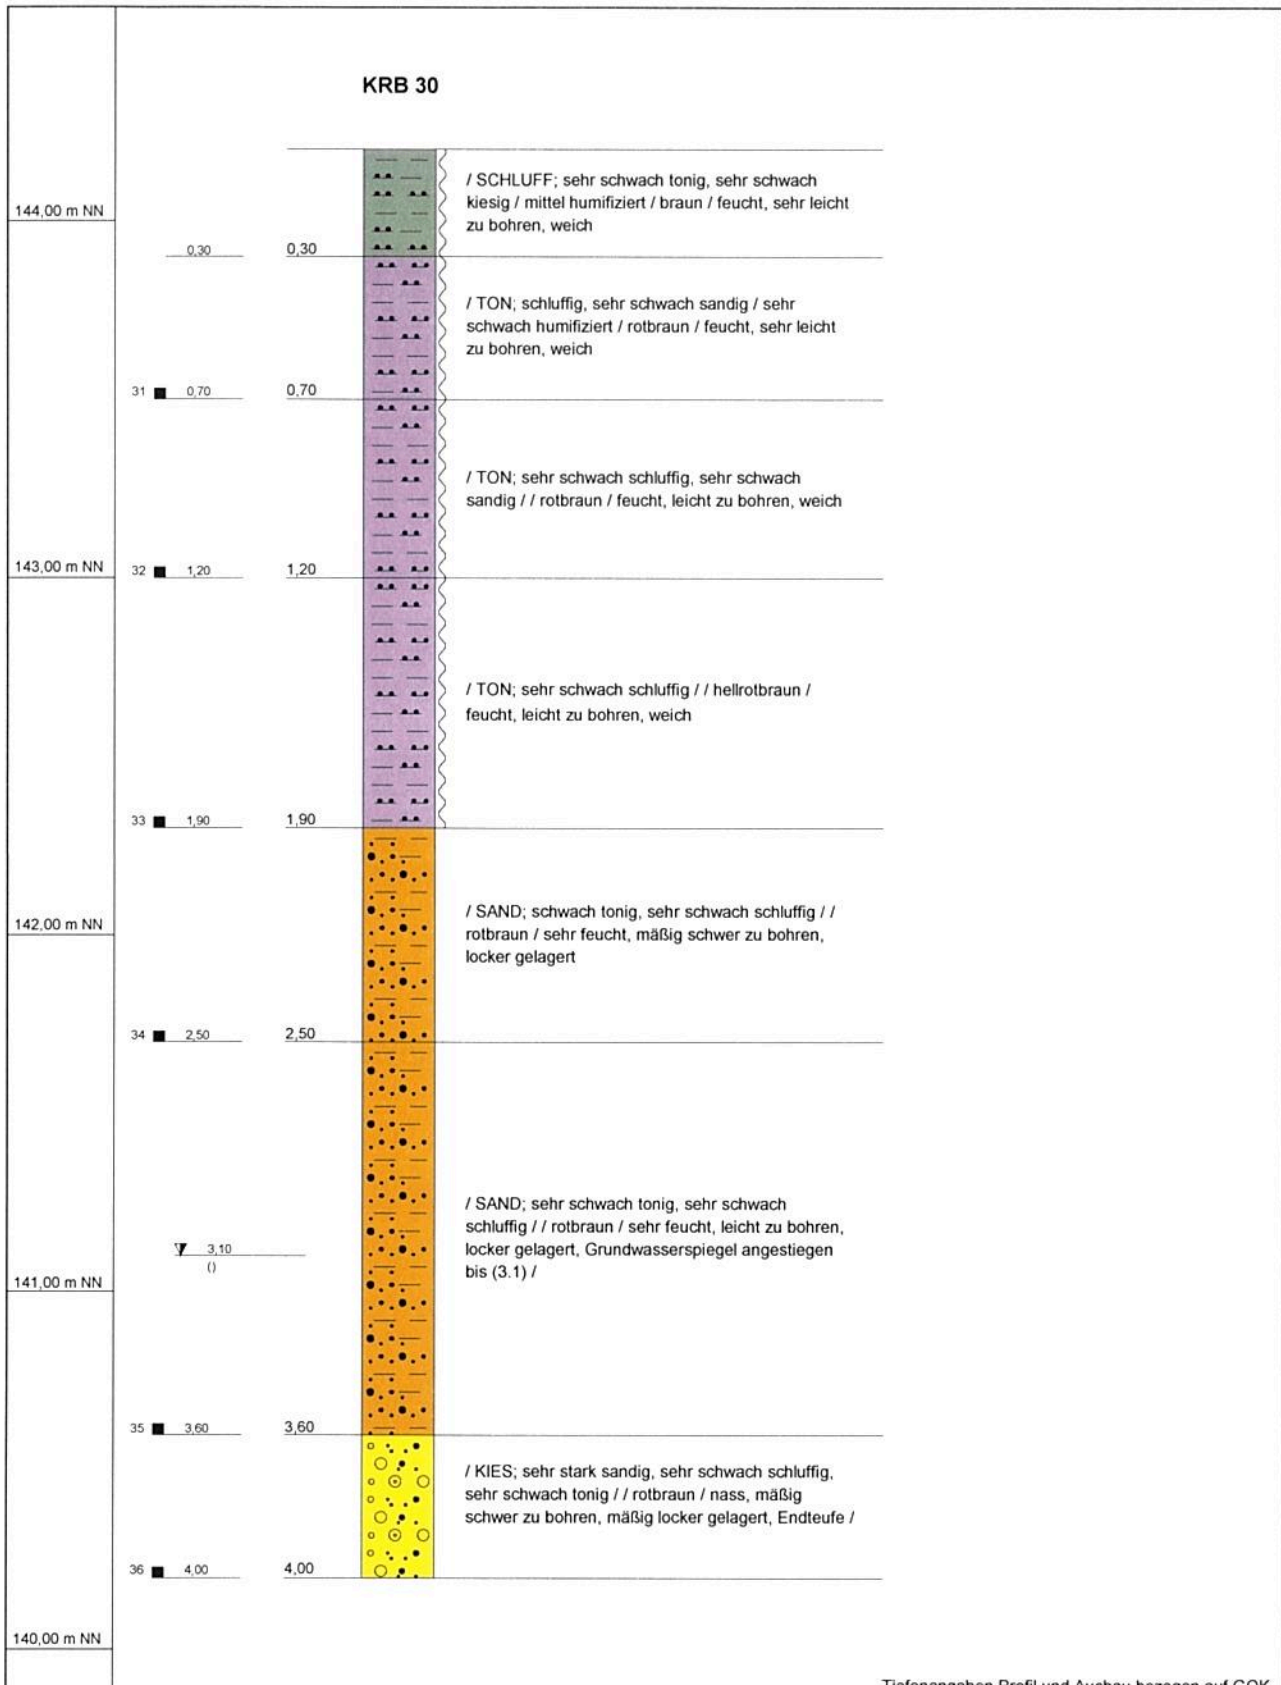 KRB 30
/ SCHLUFF; sehr schwach tonig, sehr schwach
kiesig / mittel humifiziert / braun / feucht, sehr leicht
zu bohren, weich
144,00 m NN
0,30 0,30
/ TON; schluffig, sehr schwach sandig / sehr
schwach humifiziert / rotbraun / feucht, sehr leicht
zu bohren, weich
31 0,70 0,70
/ TON; sehr schwach schluffig, sehr schwach
sandig / / rotbraun / feucht, leicht zu bohren, weich
143,00 m NN 32 1,20 1,20
/ TON; sehr schwach schluffig / / hellrotbraun /
feucht, leicht zu bohren, weich
33 1,90 1,90
/ SAND; schwach tonig, sehr schwach schluffig / /
rotbraun / sehr feucht, mäßig schwer zu bohren,
locker gelagert
142,00 m NN
34 2,50 2,50
/ SAND; sehr schwach tonig, sehr schwach
schluffig / / rotbraun / sehr feucht, leicht zu bohren,
locker gelagert, Grundwasserspiegel angestiegen
bis (3.1) /
3,10
()
141,00 m NN
35 3,60 3,60
/ KIES; sehr stark sandig, sehr schwach schluffig,
sehr schwach tonig / / rotbraun / nass, mäßig
schwer zu bohren, mäßig locker gelagert, Endteufe /
36 4,00 4,00
140,00 m NN
Tiefenangaben Profil und Ausbau bezogen auf GOK